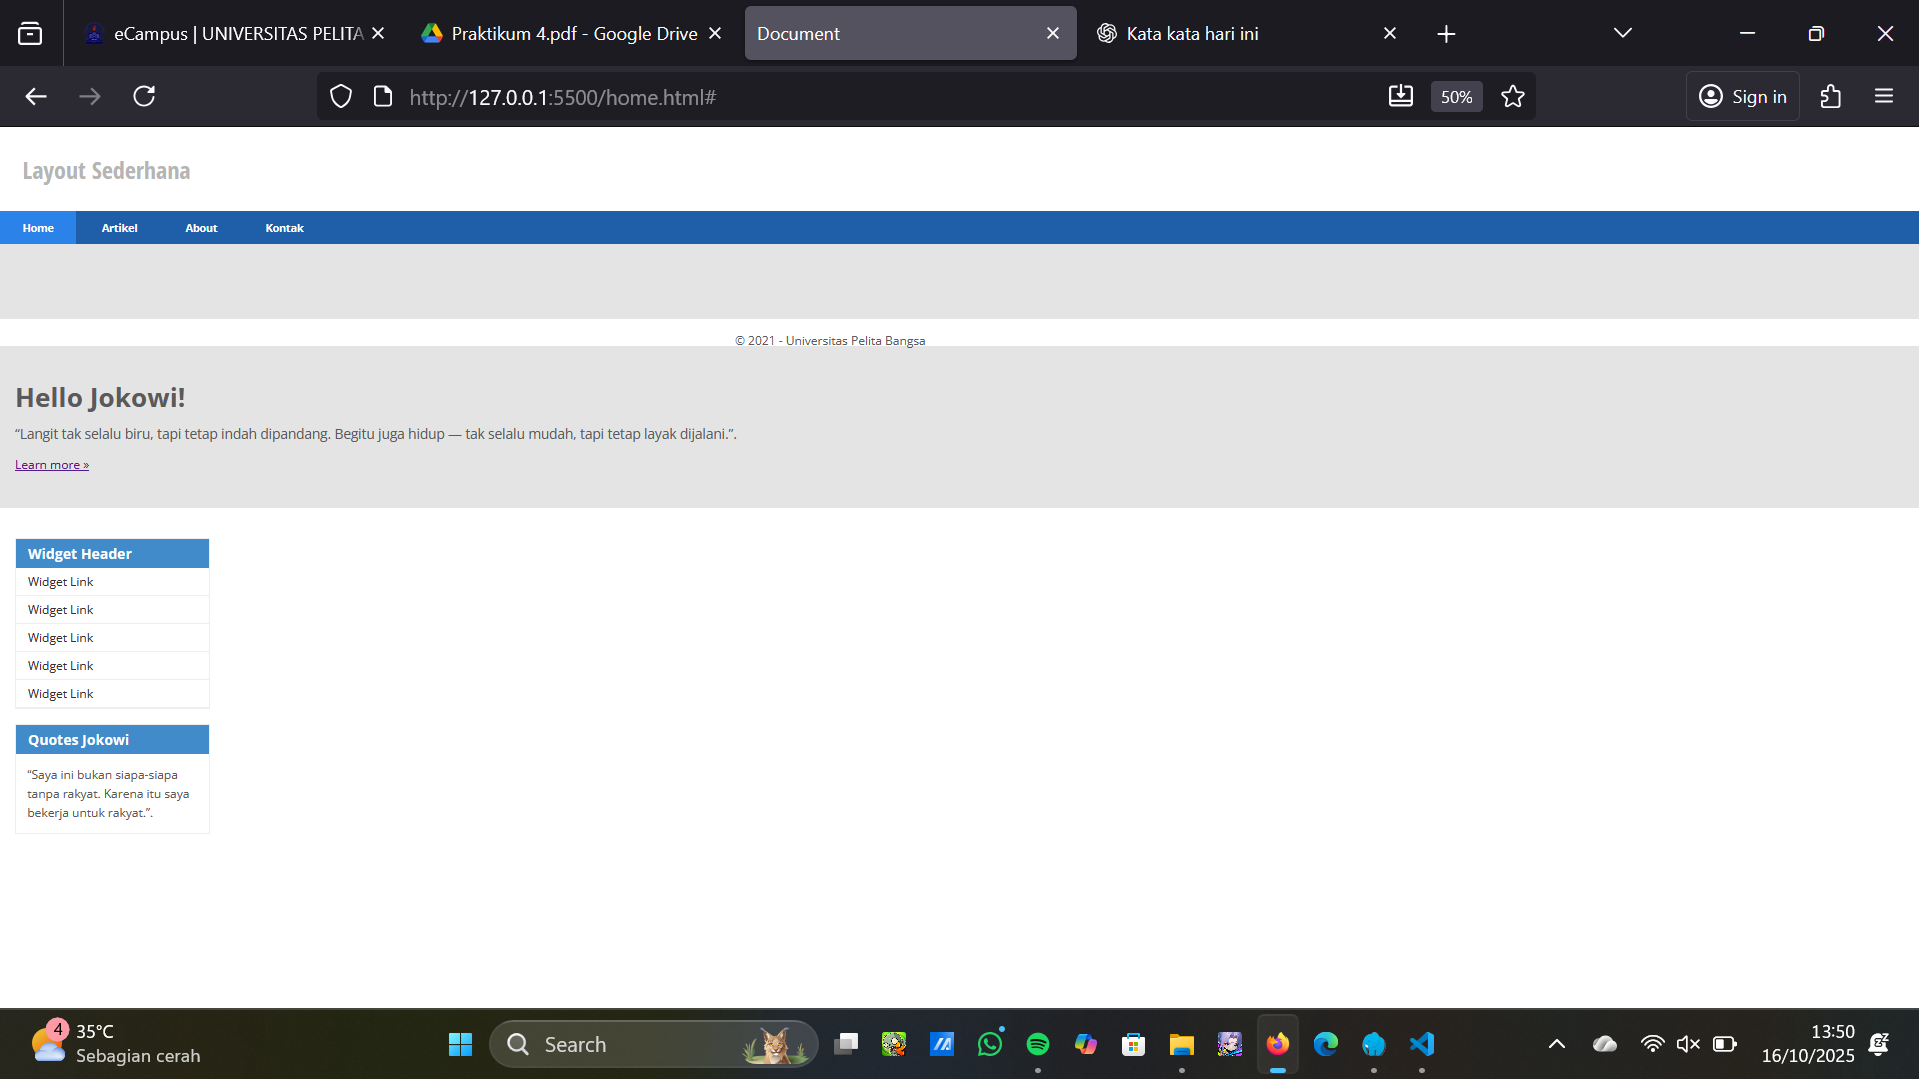 eCampus | UNIVERSITAS PELITA
Praktikum 4.pdf - Google Drive
Document
Kata kata hari ini
http://127.0.0.1:5500/home.html#
50%
Sign in
Layout Sederhana
Home
Artikel
About
Kontak
© 2021 - Universitas Pelita Bangsa
Hello Jokowi!
“Langit tak selalu biru, tapi tetap indah dipandang. Begitu juga hidup — tak selalu mudah, tapi tetap layak dijalani.”.
Learn more »
Widget Header
Widget Link
Widget Link
Widget Link
Widget Link
Widget Link
Quotes Jokowi
“Saya ini bukan siapa-siapa
tanpa rakyat. Karena itu saya
bekerja untuk rakyat.”.
4
35°C
Sebagian cerah
Search
13:50
16/10/2025